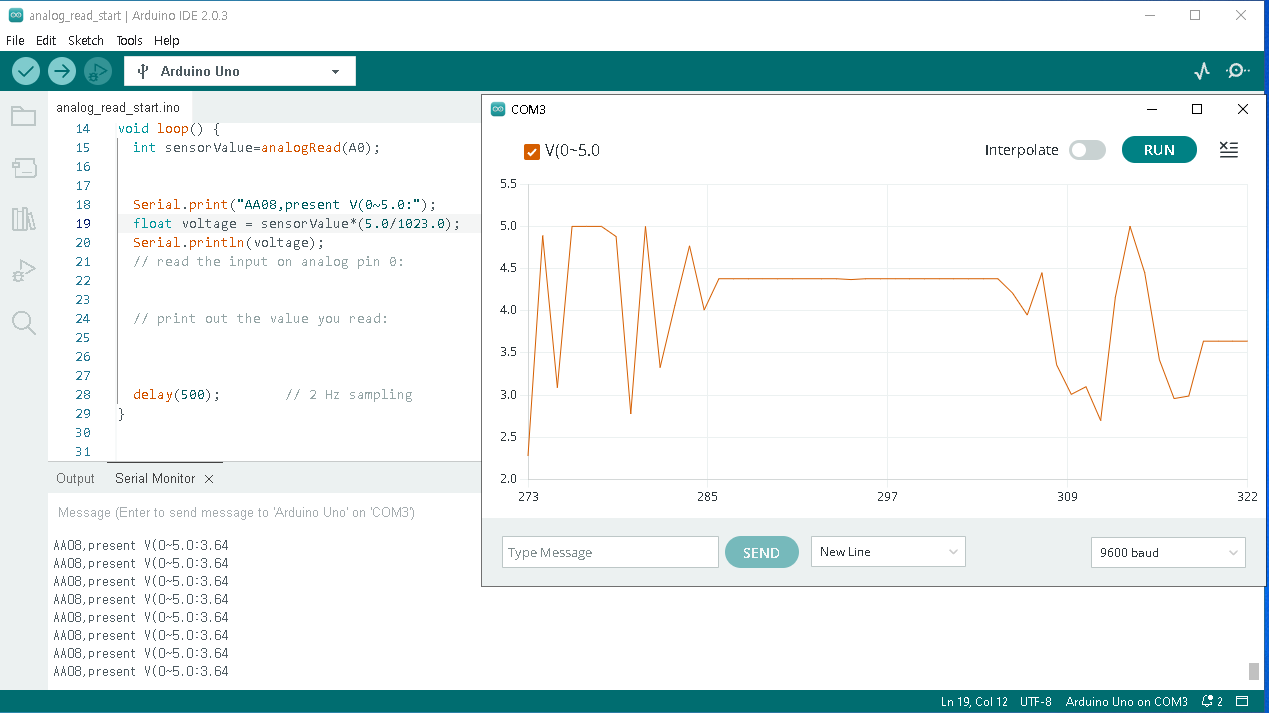 analog_read_start | Arduino IDE 2.0.3
File Edit Sketch Tools Help
Arduino Uno
analog_read_start.ino
14 void loop() {
15 int sensorValue=analogRead(A0);
16
17
18 Serial.print("AA08,present V(0~5.0:");
19 float voltage = sensorValue*(5.0/1023.0);
20 Serial.println(voltage);
21 // read the input on analog pin 0:
22
23
24 // print out the value you read:
25
26
27
28 delay(500); // 2 Hz sampling
29 }
30
31
Output Serial Monitor
Message (Enter to send message to 'Arduino Uno' on 'COM3')
AA08,present V(0~5.0:3.64
AA08,present V(0~5.0:3.64
AA08,present V(0~5.0:3.64
AA08,present V(0~5.0:3.64
AA08,present V(0~5.0:3.64
AA08,present V(0~5.0:3.64
AA08,present V(0~5.0:3.64
AA08,present V(0~5.0:3.64
COM3
V(0~5.0 Interpolate RUN
5.5
5.0
4.5
4.0
3.5
3.0
2.5
2.0
273 285 297 309 322
Type Message SEND New Line 9600 baud
Ln 19, Col 12 UTF-8 Arduino Uno on COM3 2